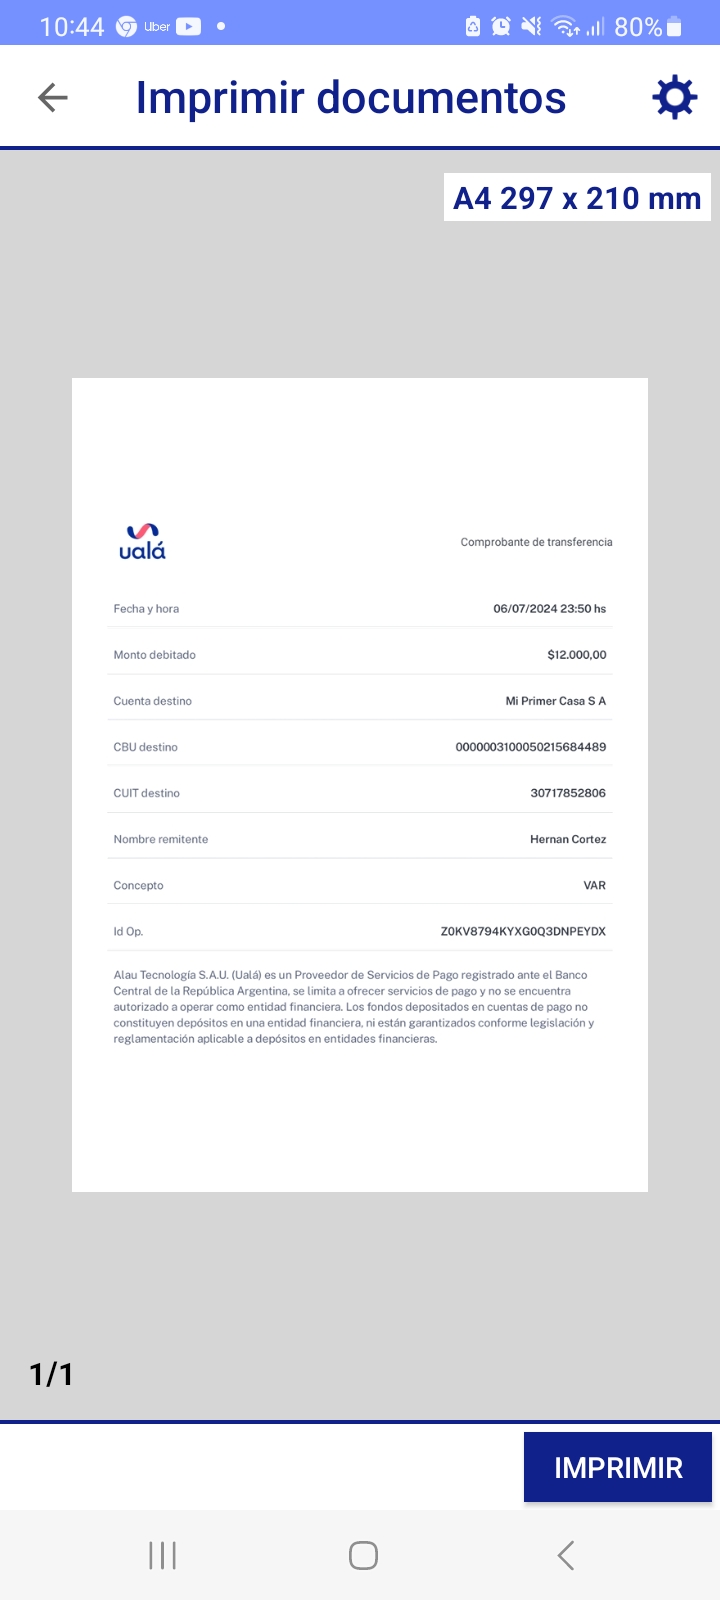 10:44 Uber 80%
Imprimir documentos
A4 297 x 210 mm
ualá
Comprobante de transferencia
Fecha y hora 06/07/2024 23:50 hs
Monto debitado $12.000,00
Cuenta destino Mi Primer Casa S A
CBU destino 0000003100050215684489
CUIT destino 30717852806
Nombre remitente Hernan Cortez
Concepto VAR
Id Op. Z0KV8794KYXG0Q3DNPEYDX
Alau Tecnología S.A.U. (Ualá) es un Proveedor de Servicios de Pago registrado ante el Banco
Central de la República Argentina, se limita a ofrecer servicios de pago y no se encuentra
autorizado a operar como entidad financiera. Los fondos depositados en cuentas de pago no
constituyen depósitos en una entidad financiera, ni están garantizados conforme legislación y
reglamentación aplicable a depósitos en entidades financieras.
1/1
IMPRIMIR